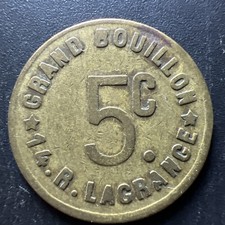 GRAND BOUILLON
5C
★ 14. R. LAGRANGE ★